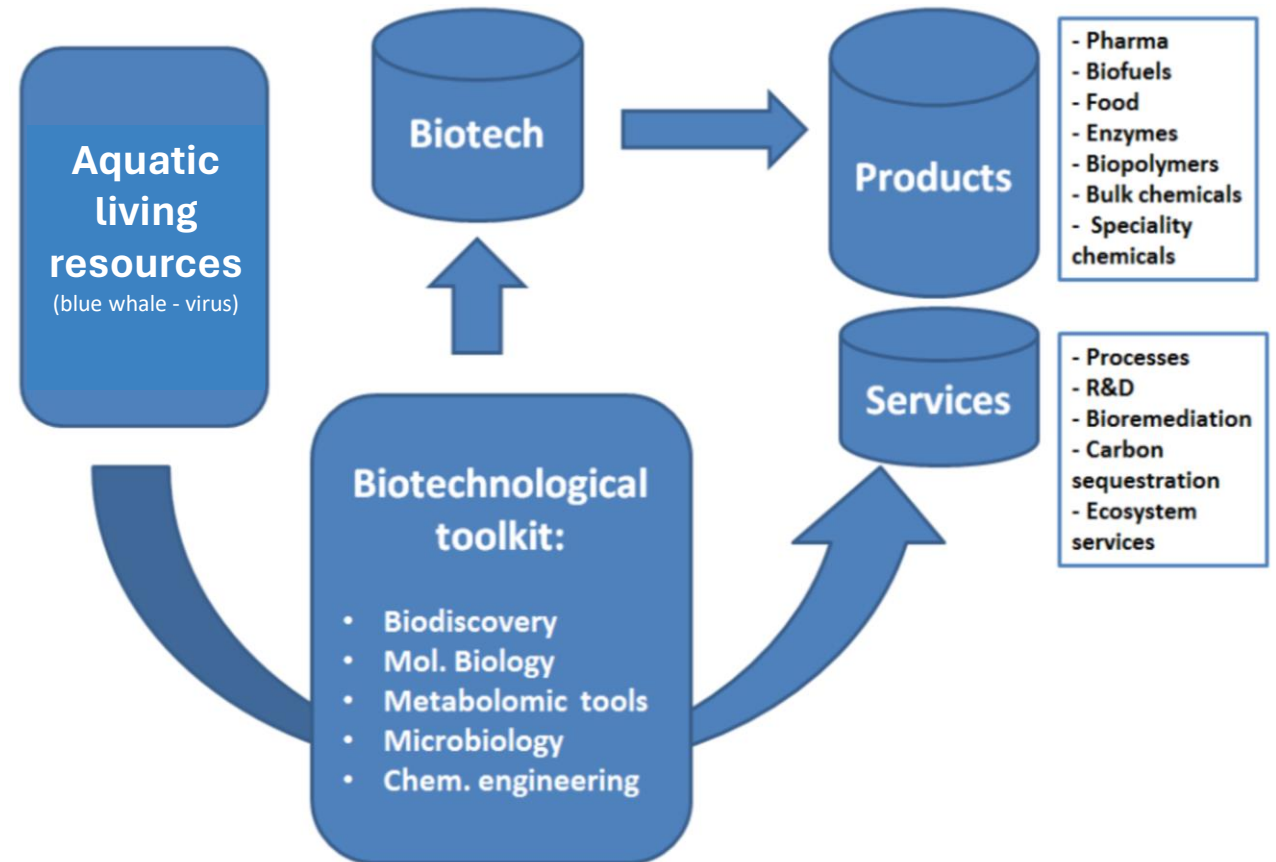 Aquatic
living
resources
(blue whale - virus)
Biotech
Products
- Pharma
- Biofuels
- Food
- Enzymes
- Biopolymers
- Bulk chemicals
- Speciality
chemicals
Services
- Processes
- R&D
- Bioremediation
- Carbon
sequestration
- Ecosystem
services
Biotechnological
toolkit:
• Biodiscovery
• Mol. Biology
• Metabolomic tools
• Microbiology
• Chem. engineering